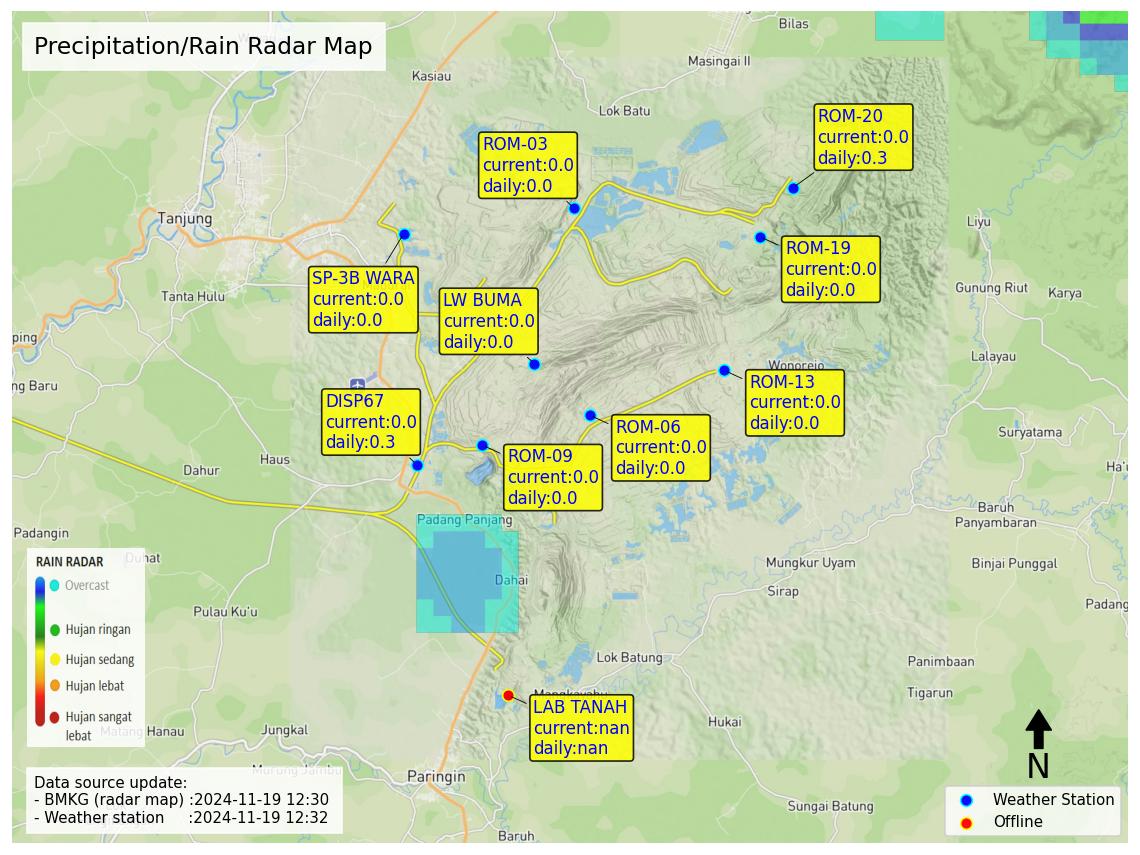 Precipitation/Rain Radar Map
Bilas
Masingai II
Kasiau
Lok Batu
ROM-20
current:0.0
daily:0.3
ROM-03
current:0.0
daily:0.0
Tanjung
Liyu
ROM-19
current:0.0
daily:0.0
SP-3B WARA
current:0.0
daily:0.0
Tanta Hulu
LW BUMA
current:0.0
daily:0.0
Gunung Riut
Karya
ping
Lalayau
ng Baru
Wonorejo
ROM-13
current:0.0
daily:0.0
DISP67
current:0.0
daily:0.3
ROM-06
current:0.0
daily:0.0
Suryatama
ROM-09
current:0.0
daily:0.0
Haus
Dahur
Ha'u
Baruh
Panyambaran
Padang Panjang
Padangin
Duhat
RAIN RADAR
Overcast
Hujan ringan
Hujan sedang
Hujan lebat
Hujan sangat
lebat
Dahai
Mungkur Uyam
Binjai Punggal
Sirap
Padang
Pulau Ku'u
Lok Batung
Panimbaan
Tigarun
Mangkayahu
LAB TANAH
current:nan
daily:nan
Hukai
Matang Hanau
Jungkal
Murung Jambu
Paringin
Data source update:
- BMKG (radar map) :2024-11-19 12:30
- Weather station :2024-11-19 12:32
N
Sungai Batung
Baruh
Weather Station
Offline